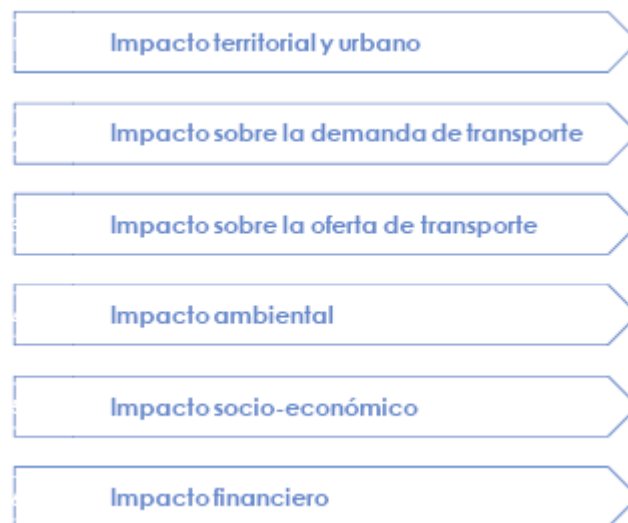 Impacto territorial y urbano
Impacto sobre la demanda de transporte
Impacto sobre la oferta de transporte
Impacto ambiental
Impacto socio-económico
Impacto financiero